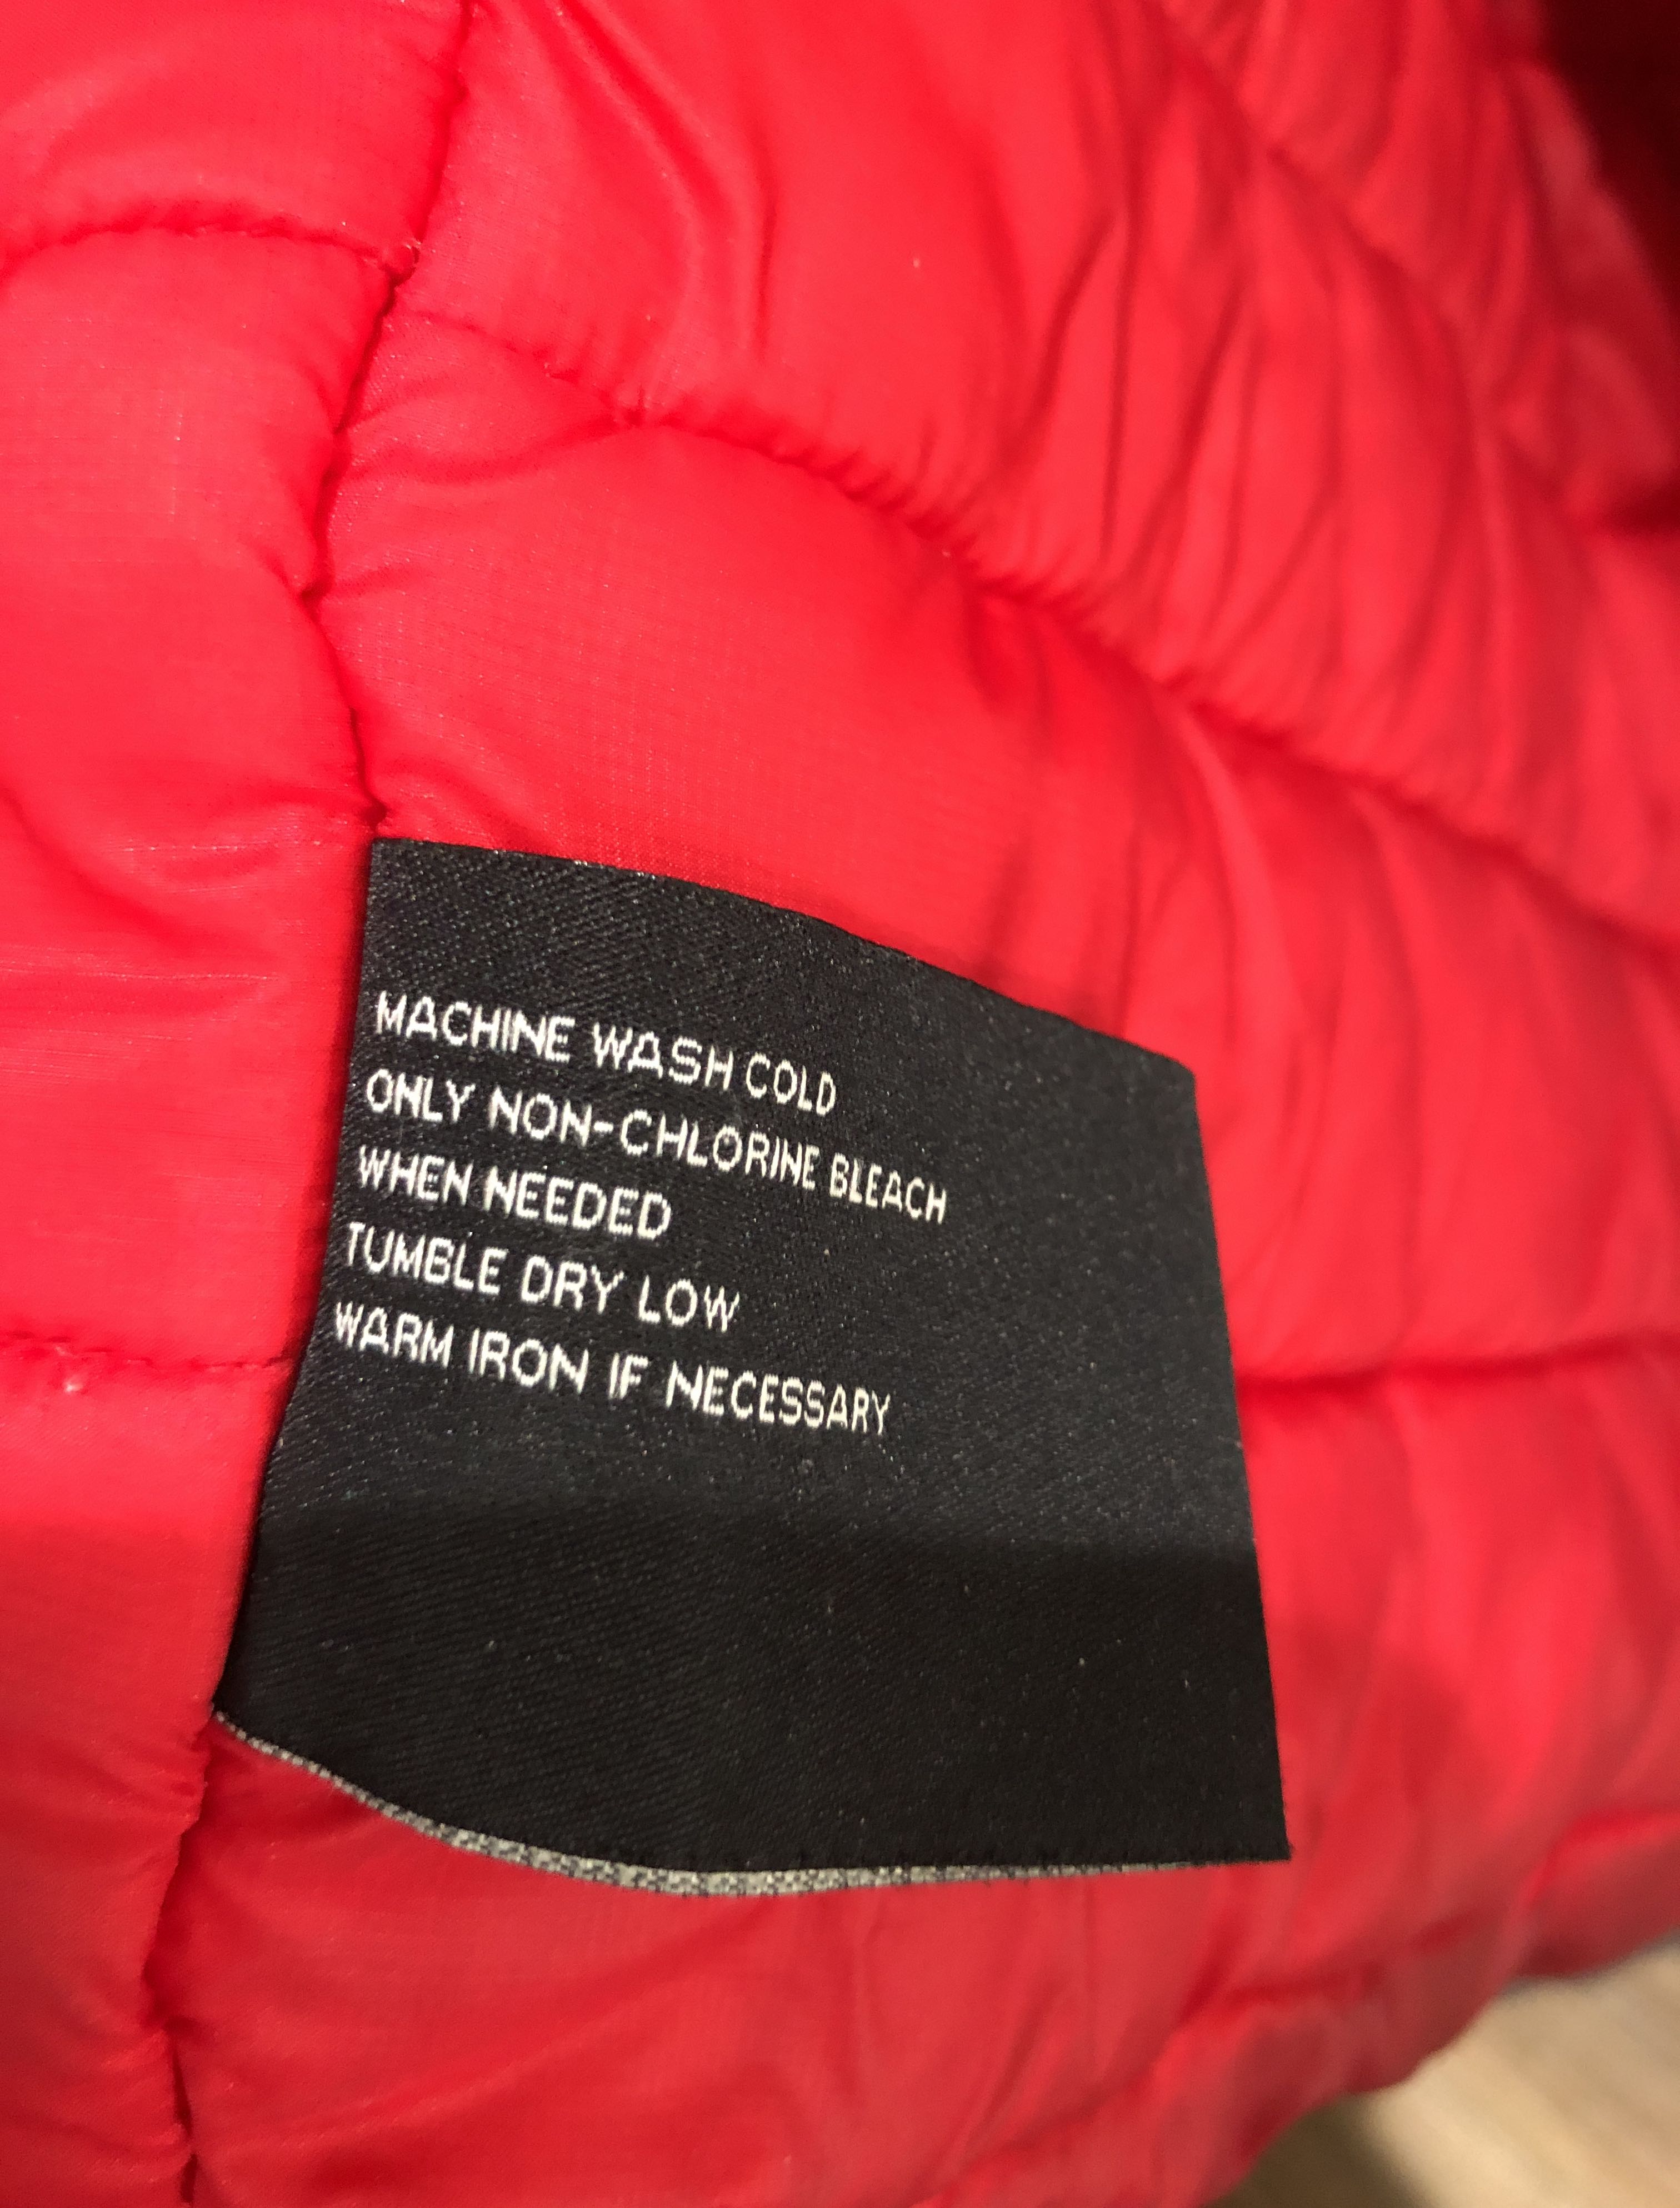 MACHINE WASH COLD
ONLY NON-CHLORINE BLEACH
WHEN NEEDED
TUMBLE DRY LOW
WARM IRON IF NECESSARY